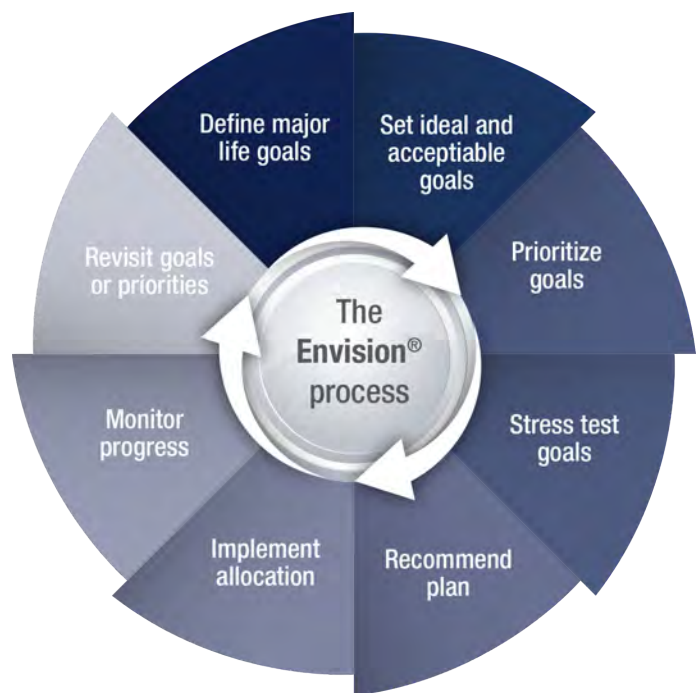 Define major
life goals
Set ideal and
acceptiable
goals
Prioritize
goals
Stress test
goals
Recommend
plan
Implement
allocation
Monitor
progress
Revisit goals
or priorities
The
Envision®
process